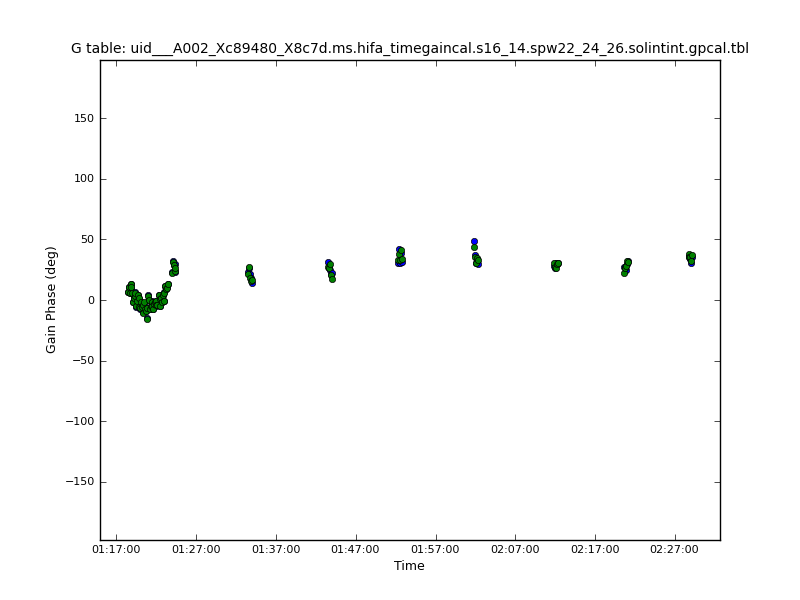 G table: uid___A002_Xc89480_X8c7d.ms.hifa_timegaincal.s16_14.spw22_24_26.solintint.gpcal.tbl
150
100
50
0
−50
−100
−150
Gain Phase (deg)
01:17:00 01:27:00 01:37:00 01:47:00 01:57:00 02:07:00 02:17:00 02:27:00
Time